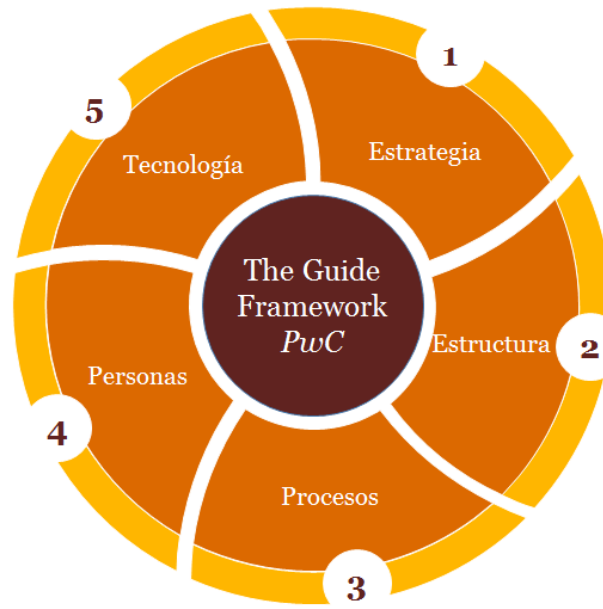 The Guide
Framework
PwC
1
Estrategia
2
Estructura
3
Procesos
4
Personas
5
Tecnología